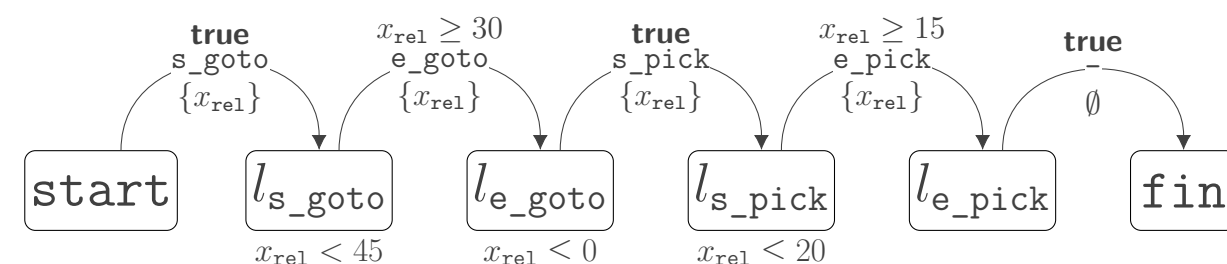 true
s_goto
{x_rel}
x_rel ≥ 30
e_goto
{x_rel}
true
s_pick
{x_rel}
x_rel ≥ 15
e_pick
{x_rel}
true
_
∅
start
l_s_goto
l_e_goto
l_s_pick
l_e_pick
fin
x_rel < 45
x_rel < 0
x_rel < 20